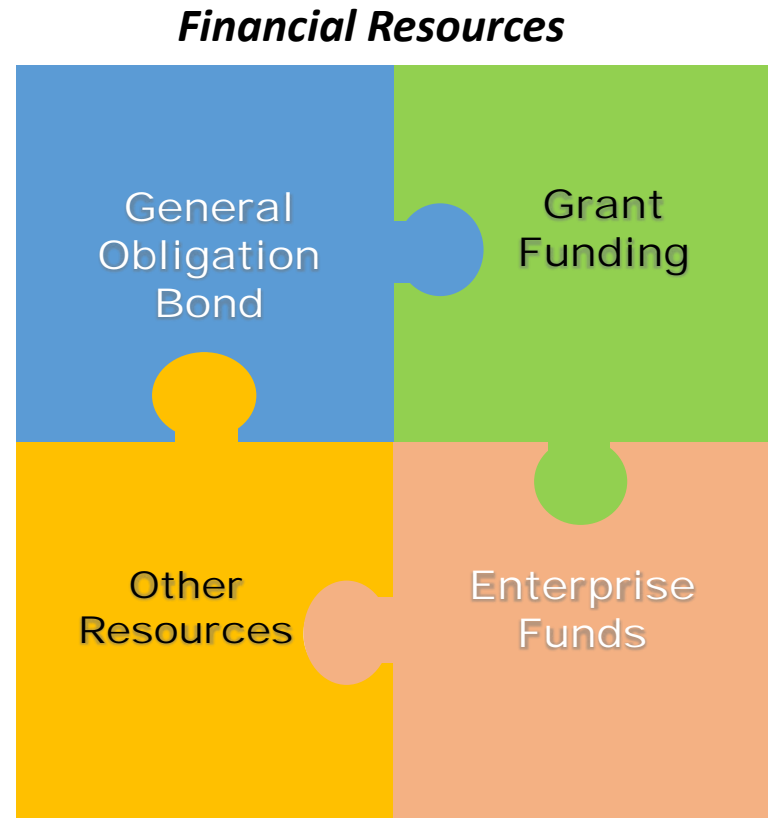 Financial Resources
General
Obligation
Bond
Grant
Funding
Other
Resources
Enterprise
Funds